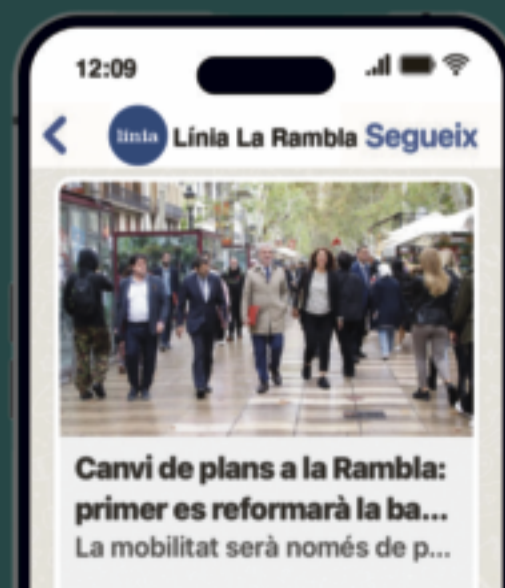 12:09
línia Línia La Rambla Segueix
Canvi de plans a la Rambla:
primer es reformarà la ba...
La mobilitat serà només de p...